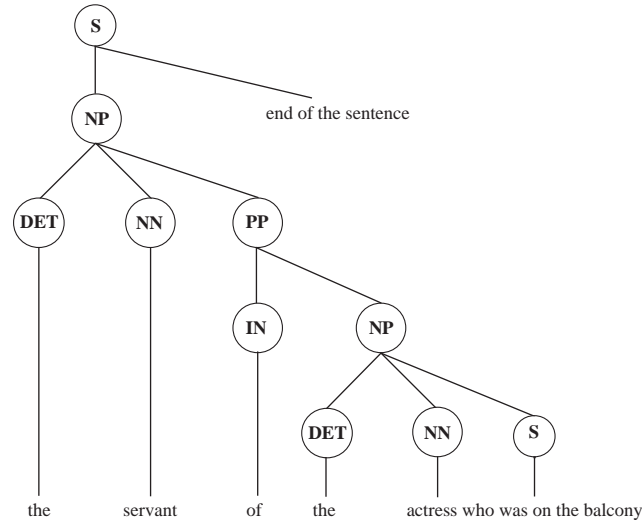 S
end of the sentence
NP
DET NN PP
IN NP
DET NN S
the servant of the actress who was on the balcony